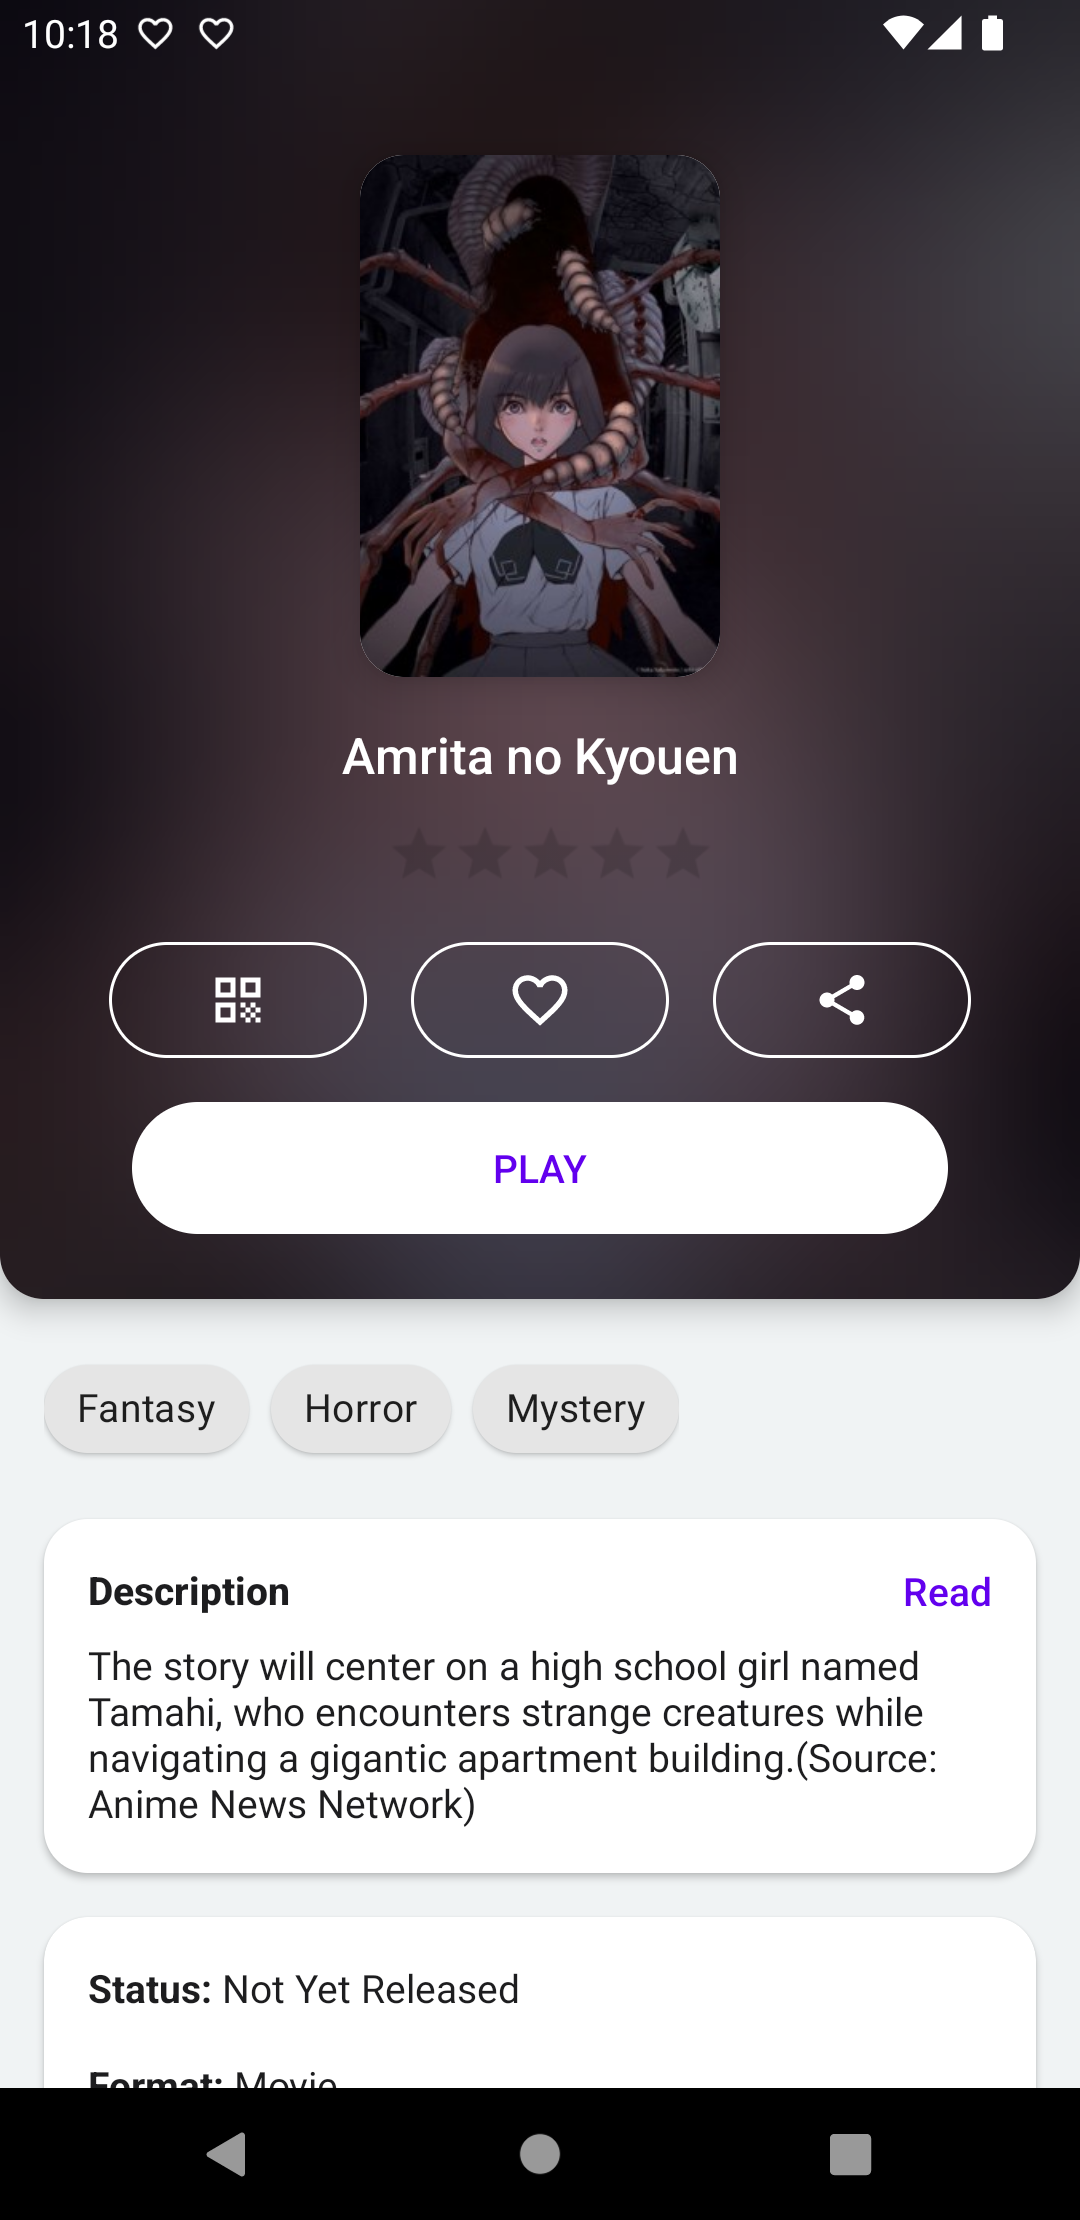 10:18
Amrita no Kyouen
PLAY
Fantasy Horror Mystery
Description Read
The story will center on a high school girl named
Tamahi, who encounters strange creatures while
navigating a gigantic apartment building.(Source:
Anime News Network)
Status: Not Yet Released
Format: Movie